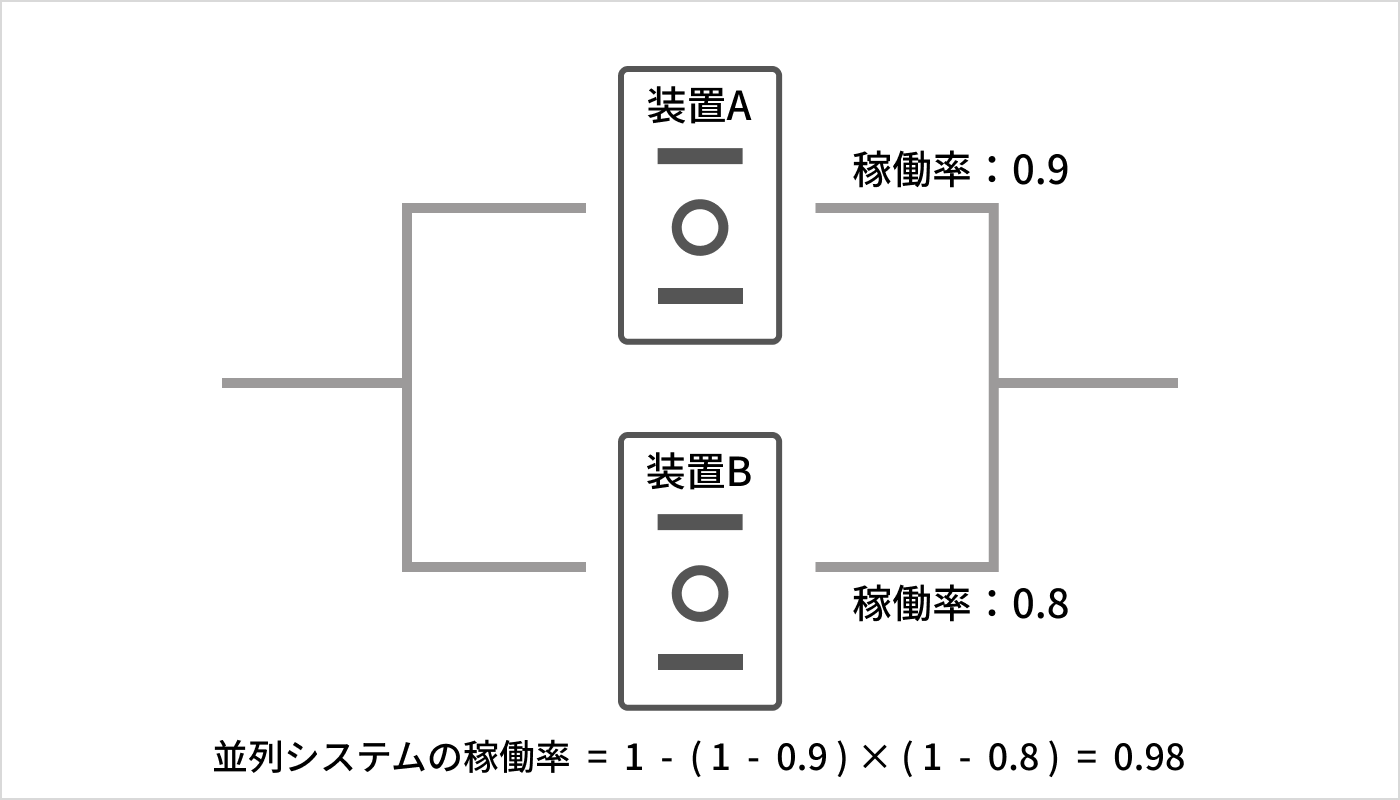 装置A
稼働率：0.9
装置B
稼働率：0.8
並列システムの稼働率 = 1 - ( 1 - 0.9 ) × ( 1 - 0.8 ) = 0.98